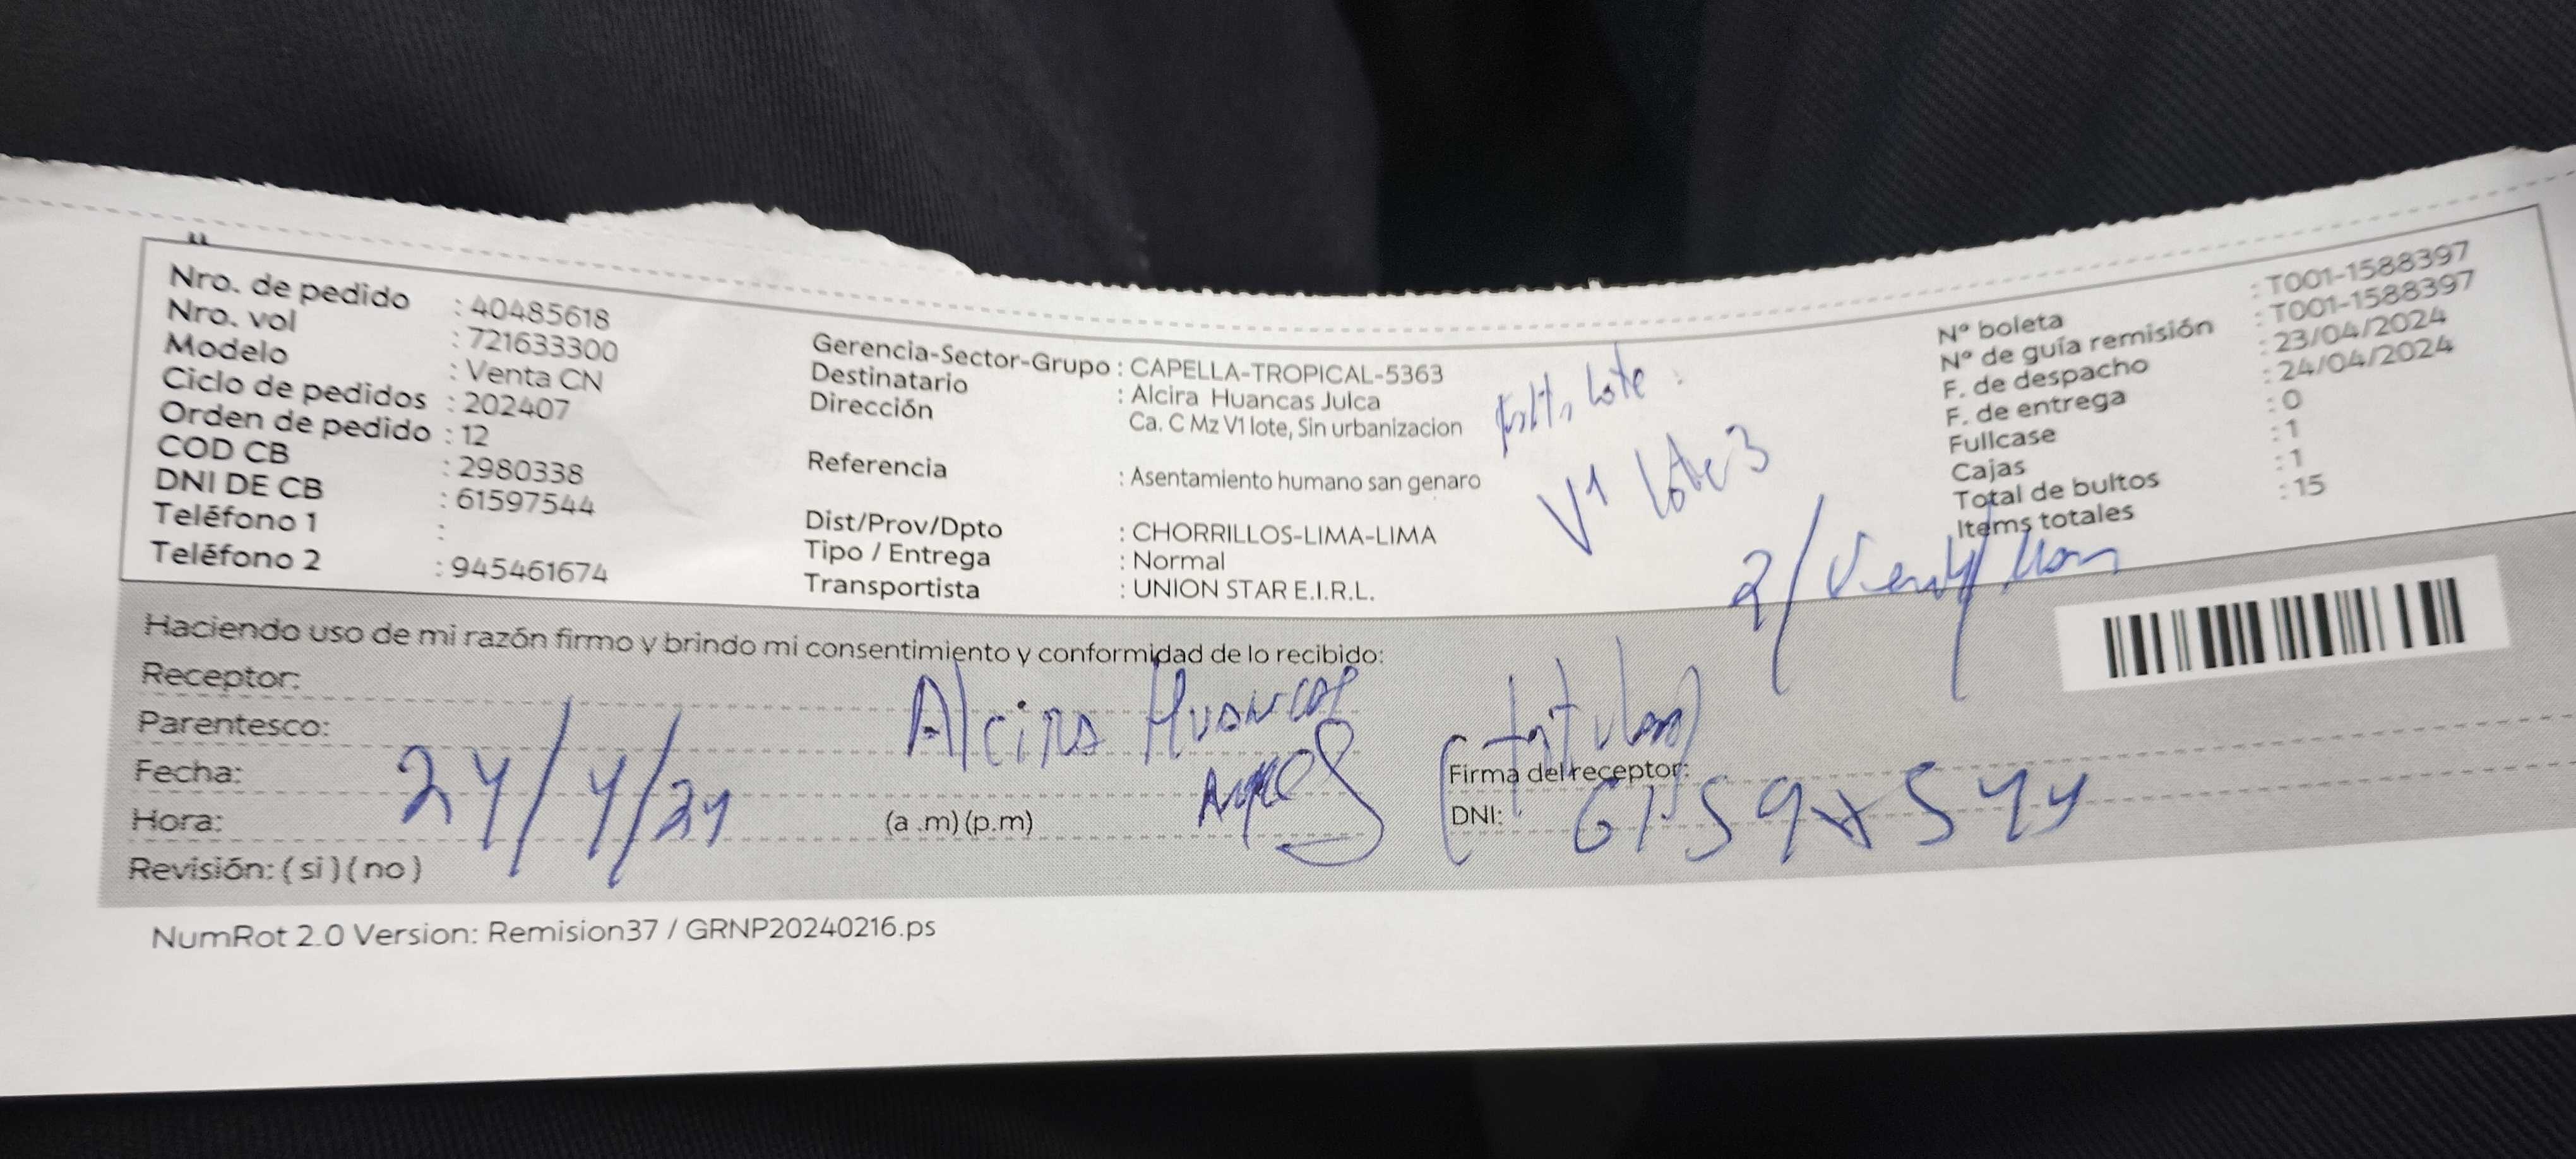 Nro. de pedido : 40485618
Nro. vol : 721633300
Modelo : Venta CN
Ciclo de pedidos : 202407
Orden de pedido : 12
COD CB : 2980338
DNI DE CB : 61597544
Teléfono 1 :
Teléfono 2 : 945461674
Gerencia-Sector-Grupo : CAPELLA-TROPICAL-5363
Destinatario : Alcira Huancas Julca
Dirección
Ca. C Mz V1 lote, Sin urbanizacion
Referencia : Asentamiento humano san genaro
Dist/Prov/Dpto : CHORRILLOS-LIMA-LIMA
Tipo / Entrega : Normal
Transportista : UNION STAR E.I.R.L.
lote
V1 lote 3
2/
Nº boleta : T001-1588397
Nº de guía remisión : T001-1588397
F. de despacho : 23/04/2024
F. de entrega : 24/04/2024
Fullcase : 0
Cajas : 1
Total de bultos : 1
Items totales : 15
Haciendo uso de mi razón firmo y brindo mi consentimiento y conformidad de lo recibido:
Receptor: Alcira Huancas
Parentesco: (titular)
Fecha: 24/4/24
Firma del receptor:
Hora: (a .m) (p.m)
DNI: 61597544
Revisión: ( si ) ( no )
NumRot 2.0 Version: Remision37 / GRNP20240216.ps